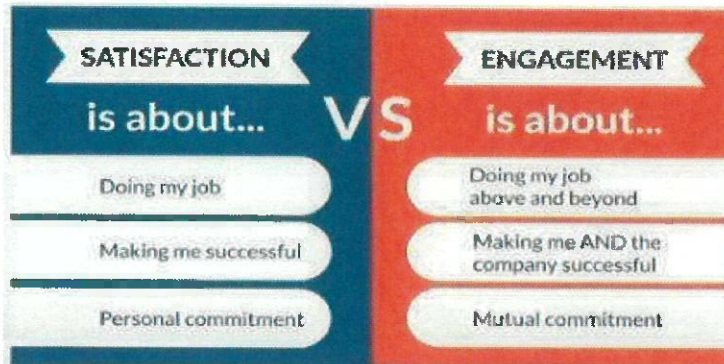 SATISFACTION
is about...
Doing my job
Making me successful
Personal commitment
VS
ENGAGEMENT
is about...
Doing my job
above and beyond
Making me AND the
company successful
Mutual commitment